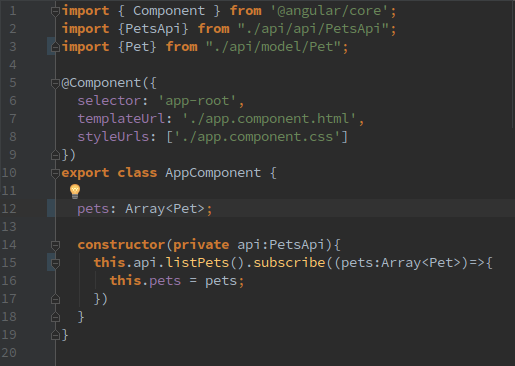 1 import { Component } from '@angular/core';
2 import {PetsApi} from "./api/api/PetsApi";
3 import {Pet} from "./api/model/Pet";
4
5 @Component({
6   selector: 'app-root',
7   templateUrl: './app.component.html',
8   styleUrls: ['./app.component.css']
9 })
10 export class AppComponent {
11
12   pets: Array<Pet>;
13
14   constructor(private api:PetsApi){
15     this.api.listPets().subscribe((pets:Array<Pet>)=>{
16       this.pets = pets;
17     })
18   }
19 }
20